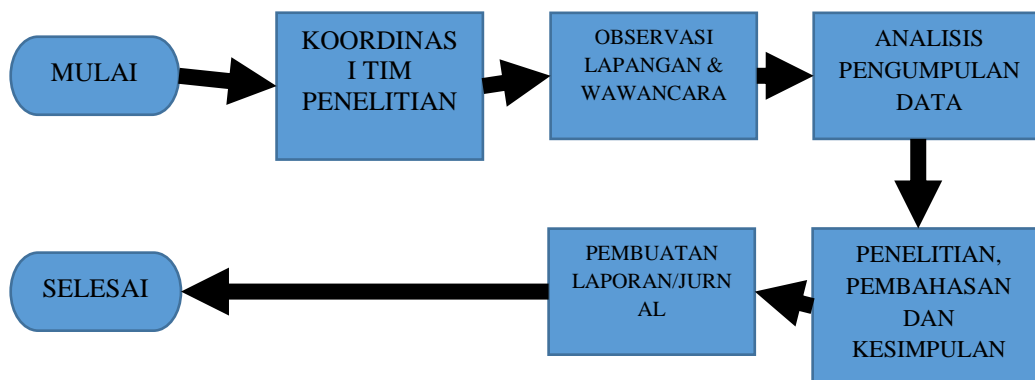 MULAI
KOORDINAS
I TIM
PENELITIAN
OBSERVASI
LAPANGAN &
WAWANCARA
ANALISIS
PENGUMPULAN
DATA
PENELITIAN,
PEMBAHASAN
DAN
KESIMPULAN
PEMBUATAN
LAPORAN/JURN
AL
SELESAI